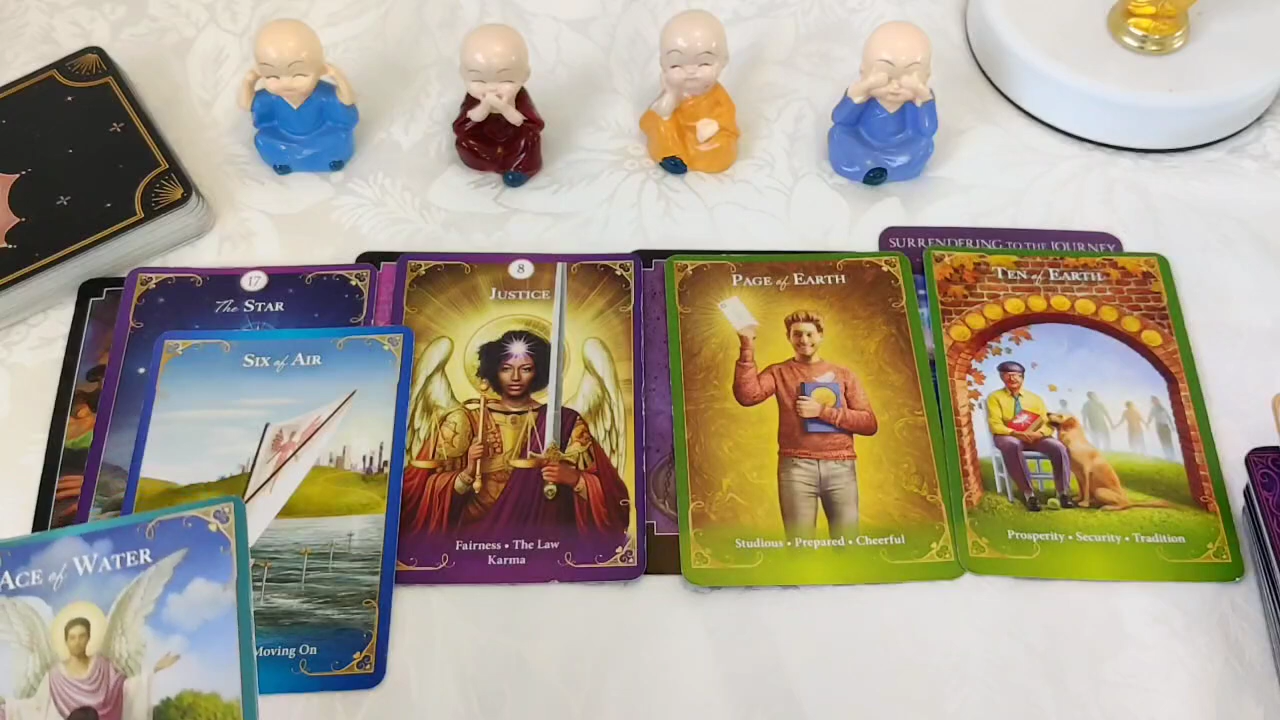 17
The STAR
SIX of AIR
Moving On
ACE of WATER
8
JUSTICE
Fairness • The Law
Karma
PAGE of EARTH
Studious • Prepared • Cheerful
SURRENDERING TO THE JOURNEY
TEN of EARTH
Prosperity • Security • Tradition